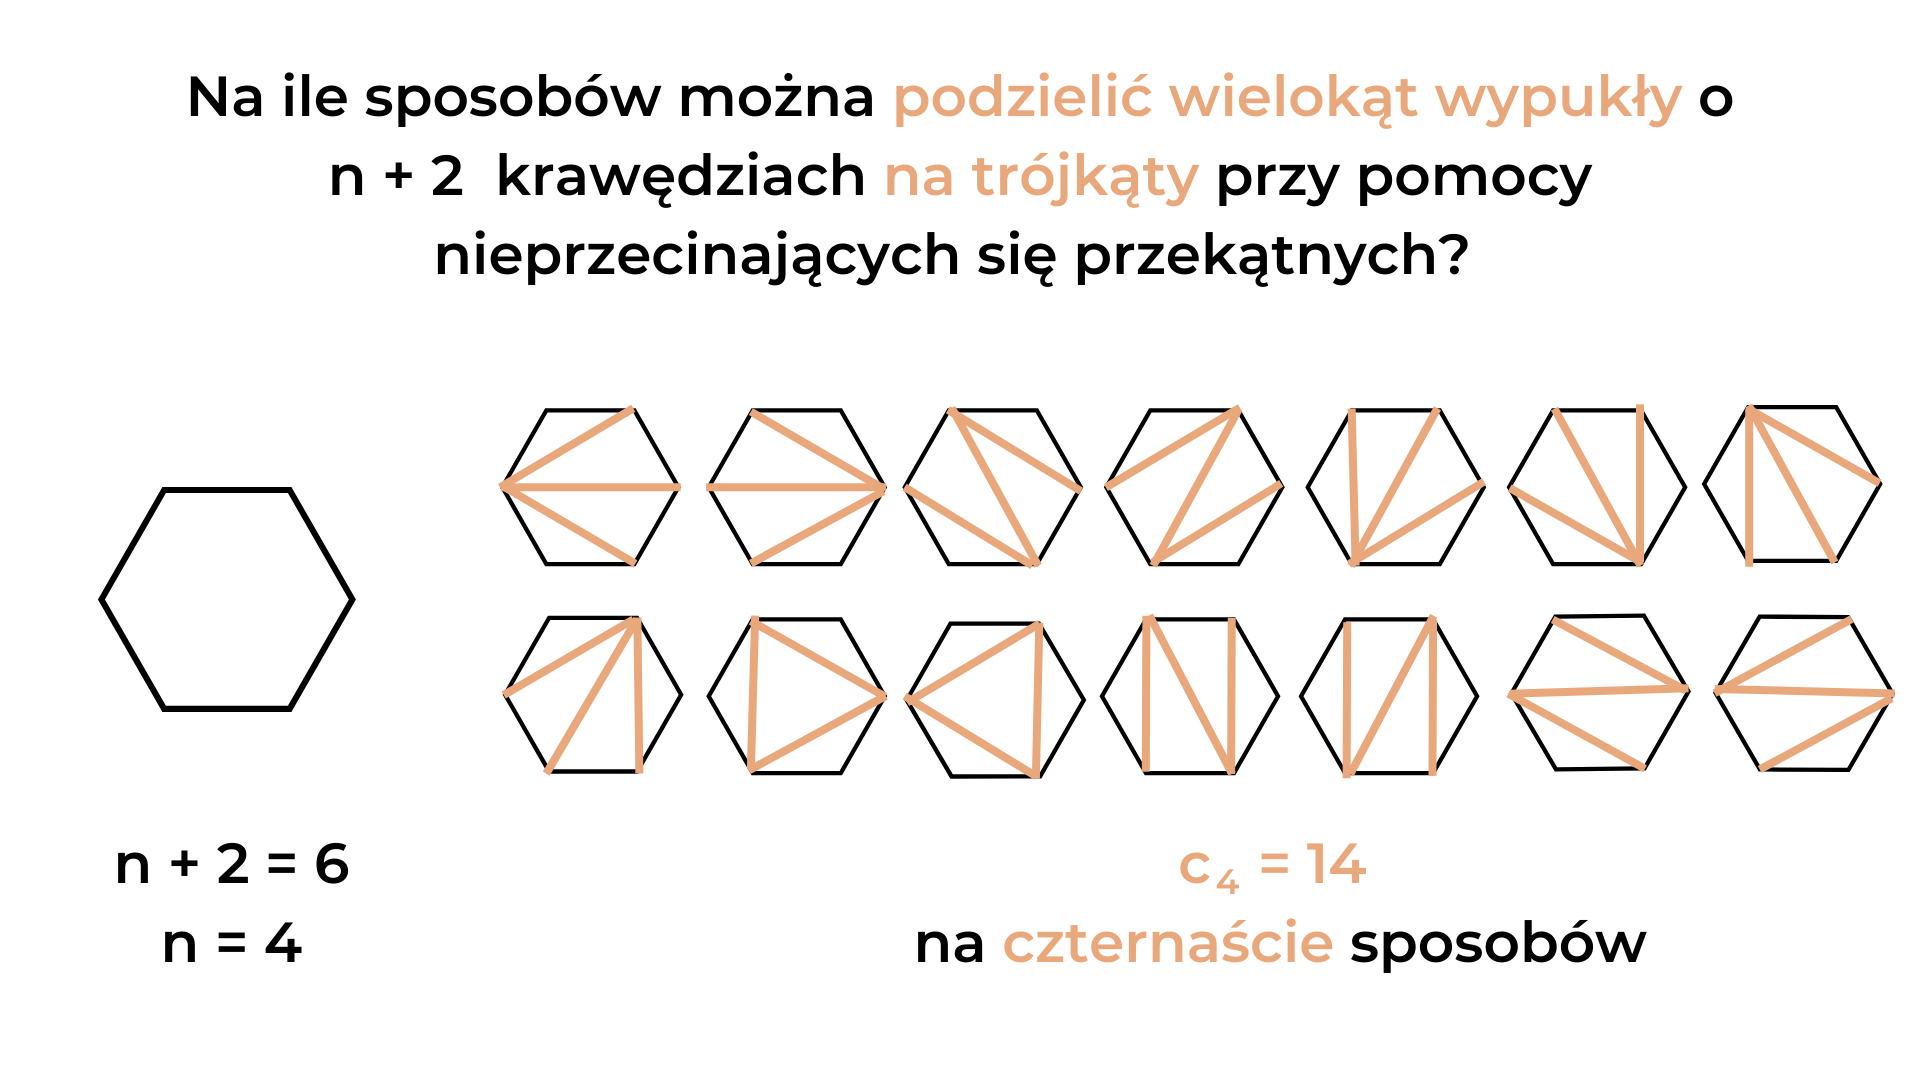 Na ile sposobów można podzielić wielokąt wypukły o
n + 2 krawędziach na trójkąty przy pomocy
nieprzecinających się przekątnych?
n + 2 = 6
n = 4
c₄ = 14
na czternaście sposobów